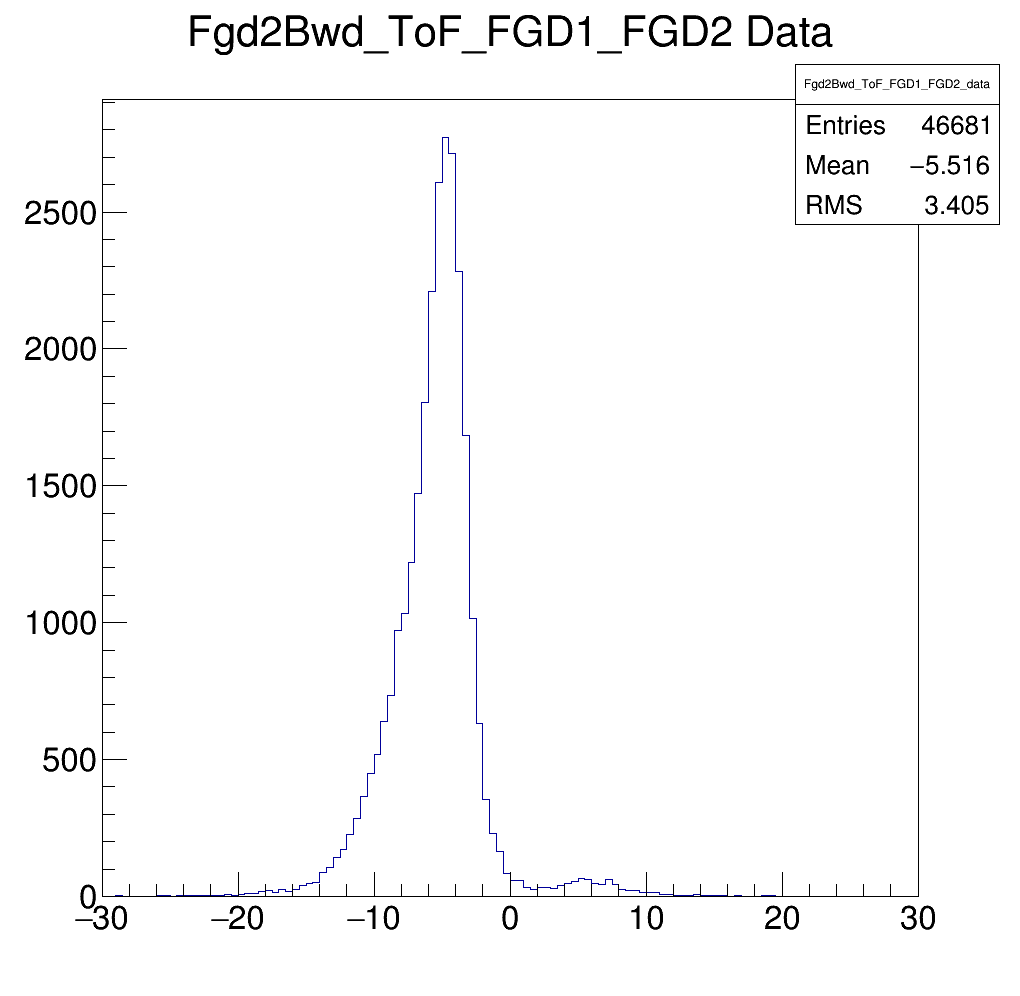 Fgd2Bwd_ToF_FGD1_FGD2 Data
Fgd2Bwd_ToF_FGD1_FGD2_data
Entries 46681
Mean −5.516
RMS 3.405
2500
2000
1500
1000
500
0
−30 −20 −10 0 10 20 30